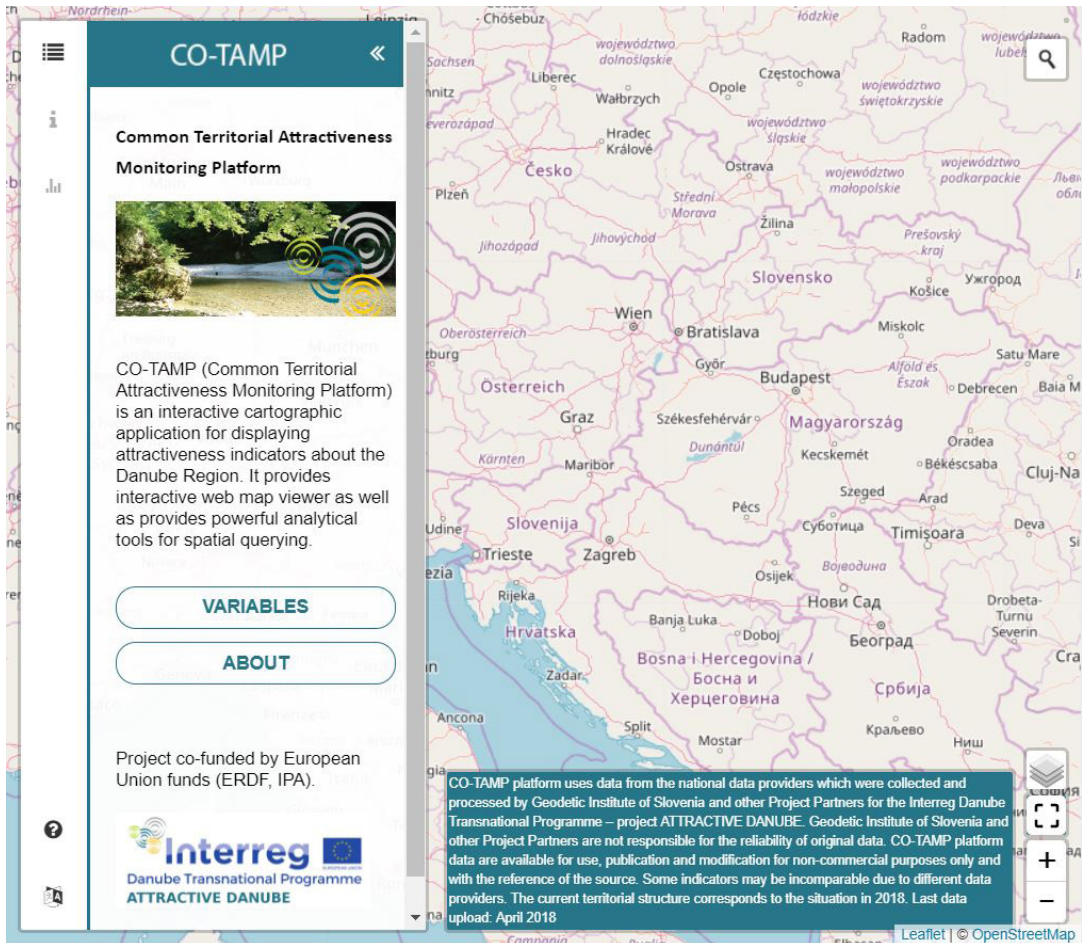 CO-TAMP
«
Common Territorial Attractiveness
Monitoring Platform
CO-TAMP (Common Territorial
Attractiveness Monitoring Platform)
is an interactive cartographic
application for displaying
attractiveness indicators about the
Danube Region. It provides
interactive web map viewer as well
as provides powerful analytical
tools for spatial querying.
VARIABLES
ABOUT
Project co-funded by European
Union funds (ERDF, IPA).
Interreg
EUROPEAN UNION
Danube Transnational Programme
ATTRACTIVE DANUBE
Nordrhein-
Leipzig
Chóśebuz
łódzkie
Radom
województwo
dolnośląskie
Sachsen
Liberec
Wałbrzych
Opole
Częstochowa
województwo
świętokrzyskie
Hradec
Králové
województwo
śląskie
Severozápad
Česko
Ostrava
województwo
małopolskie
województwo
podkarpackie
Plzeň
Střední
Morava
Žilina
Jihozápad
Jihovýchod
Prešovský
kraj
Slovensko
Košice
Ужгород
Wien
Bratislava
Miskolc
Oberösterreich
Győr
Budapest
Alföld és
Észak
Satu Mare
Debrecen
Baia M
Österreich
Graz
Székesfehérvár
Magyarország
Dunántúl
Kecskemét
Oradea
Kärnten
Maribor
Békéscsaba
Cluj-Na
Szeged
Arad
Pécs
Udine
Slovenija
Суботица
Timișoara
Deva
Trieste
Zagreb
Osijek
Војводина
Rijeka
Нови Сад
Drobeta-
Turnu
Severin
Hrvatska
Banja Luka
Doboj
Београд
Bosna i Hercegovina /
Босна и
Херцеговина
Cra
Zadar
Србија
Ancona
Split
Mostar
Краљево
Ниш
София
CO-TAMP platform uses data from the national data providers which were collected and
processed by Geodetic Institute of Slovenia and other Project Partners for the Interreg Danube
Transnational Programme – project ATTRACTIVE DANUBE. Geodetic Institute of Slovenia and
other Project Partners are not responsible for the reliability of original data. CO-TAMP platform
data are available for use, publication and modification for non-commercial purposes only and
with the reference of the source. Some indicators may be incomparable due to different data
providers. The current territorial structure corresponds to the situation in 2018. Last data
upload: April 2018
+
−
Leaflet | © OpenStreetMap